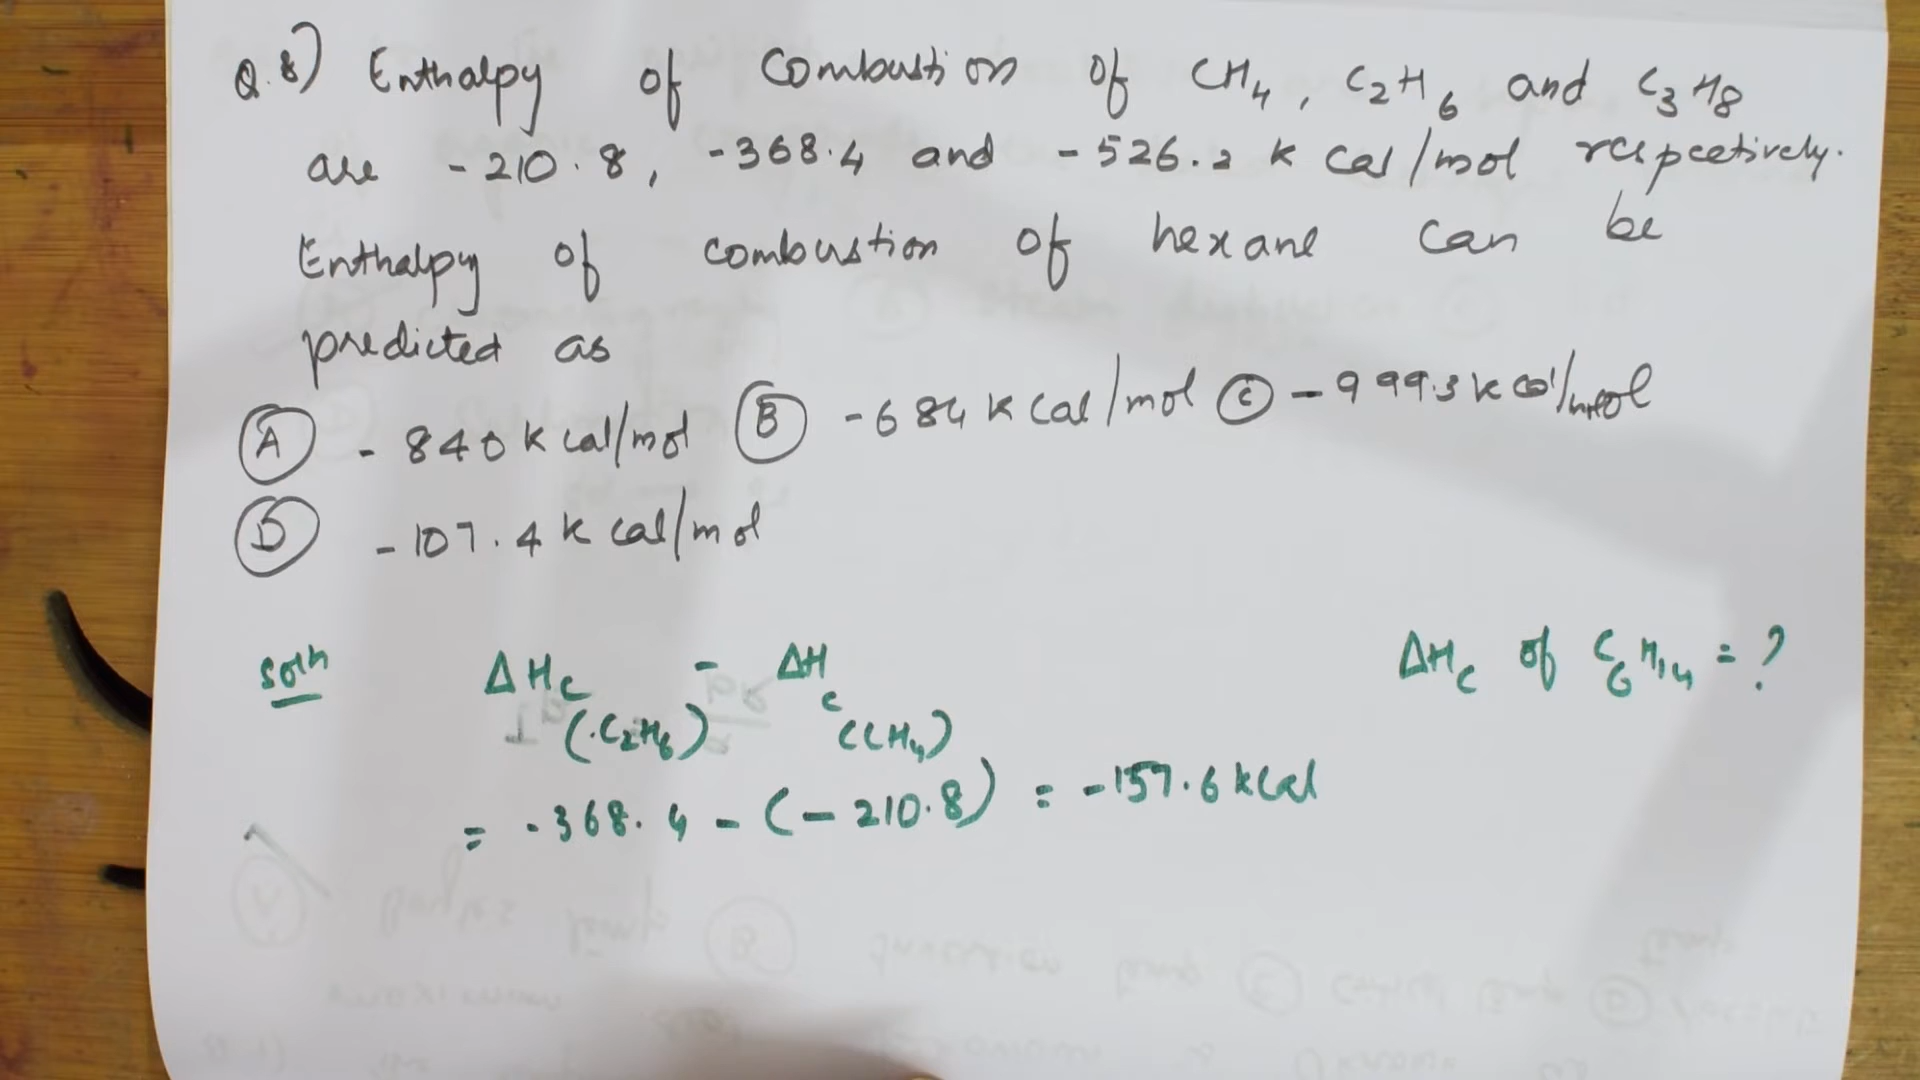 Q.8) Enthalpy of combustion of CH4, C2H6 and C3H8
are -210.8, -368.4 and -526.2 k cal/mol respectively.
Enthalpy of combustion of hexane can be
predicted as
(A) - 840 k cal/mol (B) -684 k cal/mol (C) -999.3 k cal/mol
(D) -107.4 k cal/mol
Soln ΔHc (C2H6) - ΔHc (CH4) ΔHc of C6H14 = ?
= -368.4 - (-210.8) = -157.6 kcal